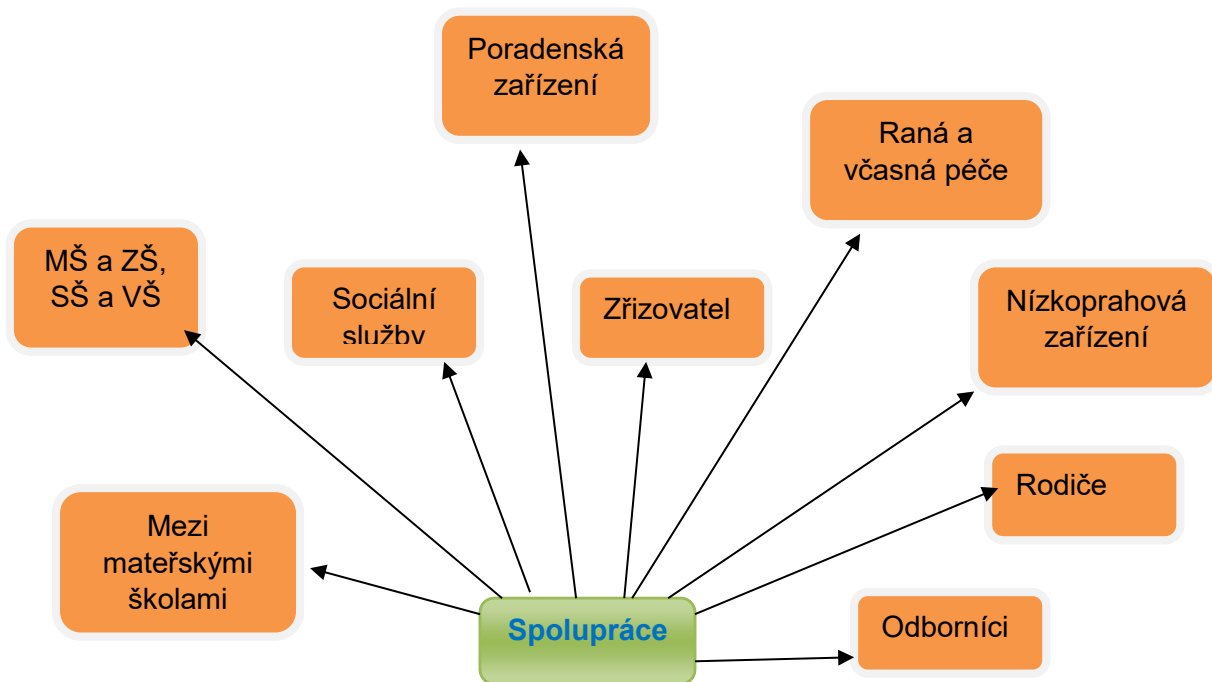 Poradenská
zařízení
Raná a
včasná péče
MŠ a ZŠ,
SŠ a VŠ
Sociální
služby
Zřizovatel
Nízkoprahová
zařízení
Rodiče
Mezi
mateřskými
školami
Spolupráce
Odborníci